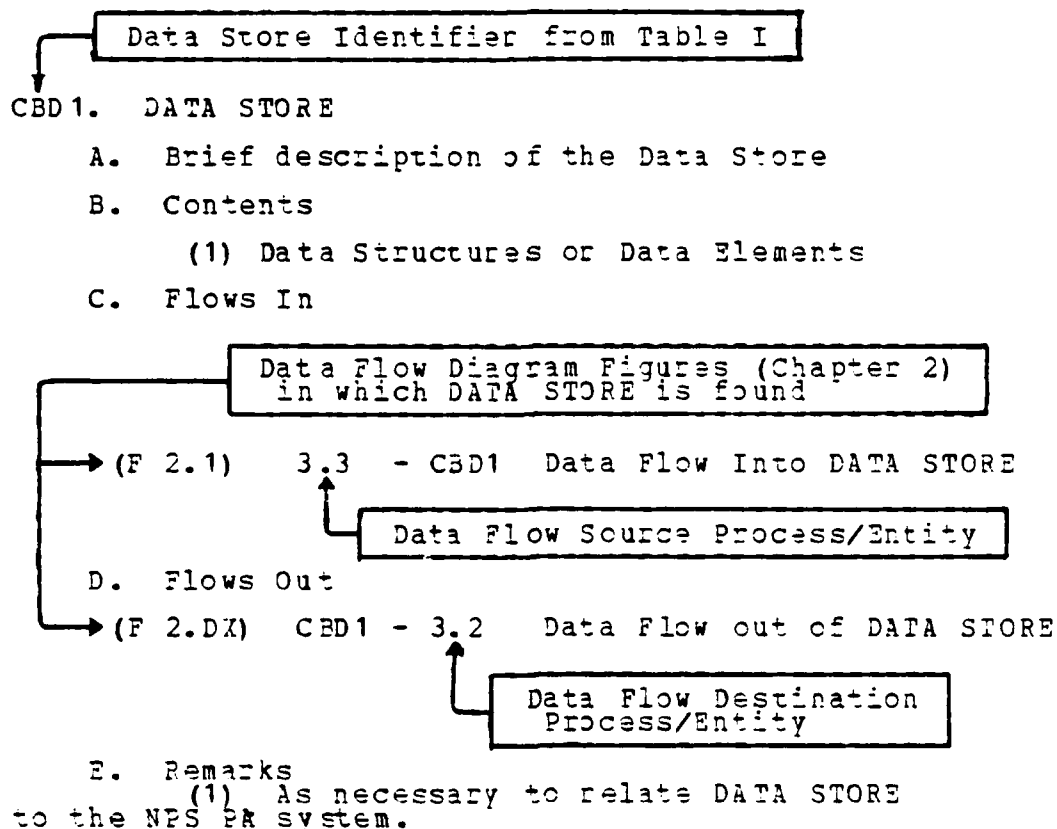 Data Store Identifier from Table I
CBD1. DATA STORE
A. Brief description of the Data Store
B. Contents
(1) Data Structures or Data Elements
C. Flows In
Data Flow Diagram Figures (Chapter 2)
in which DATA STORE is found
(F 2.1) 3.3 - CBD1 Data Flow Into DATA STORE
Data Flow Source Process/Entity
D. Flows Out
(F 2.DX) CBD1 - 3.2 Data Flow out of DATA STORE
Data Flow Destination
Process/Entity
E. Remarks
(1) As necessary to relate DATA STORE
to the NPS PA system.